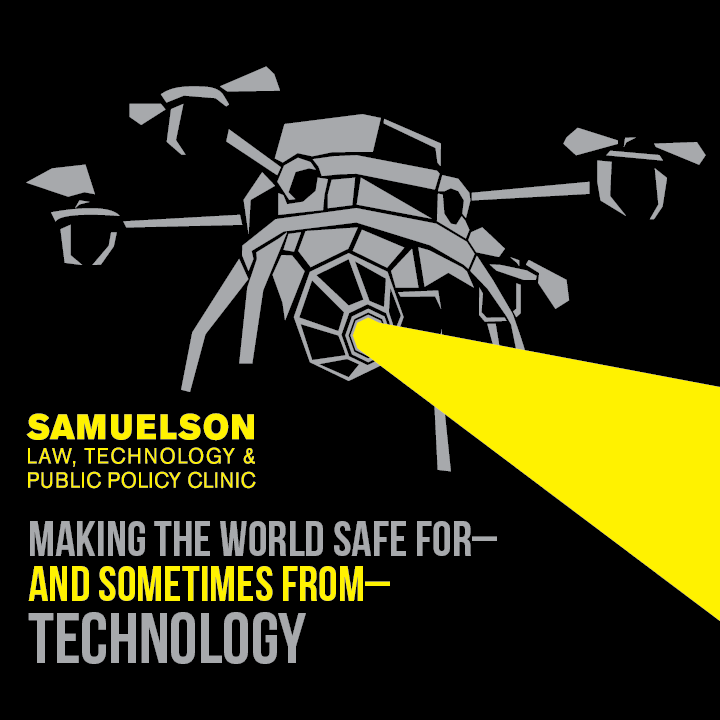 SAMUELSON
LAW, TECHNOLOGY &
PUBLIC POLICY CLINIC
MAKING THE WORLD SAFE FOR—
AND SOMETIMES FROM—
TECHNOLOGY